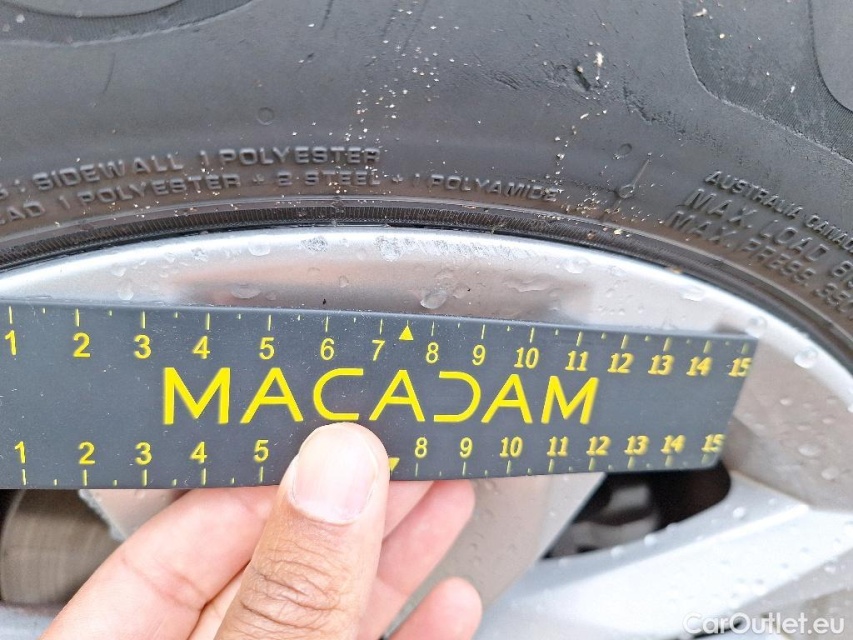 : SIDEWALL 1 POLYESTER
AD 1 POLYESTER + 2 STEEL + 1 POLYAMIDE
AUSTRALIA CANADA
MAX. LOAD
MAX. PRESS.
1 2 3 4 5 6 7 8 9 10 11 12 13 14 15
MACADAM
1 2 3 4 5 8 9 10 11 12 13 14 15
CarOutlet.eu